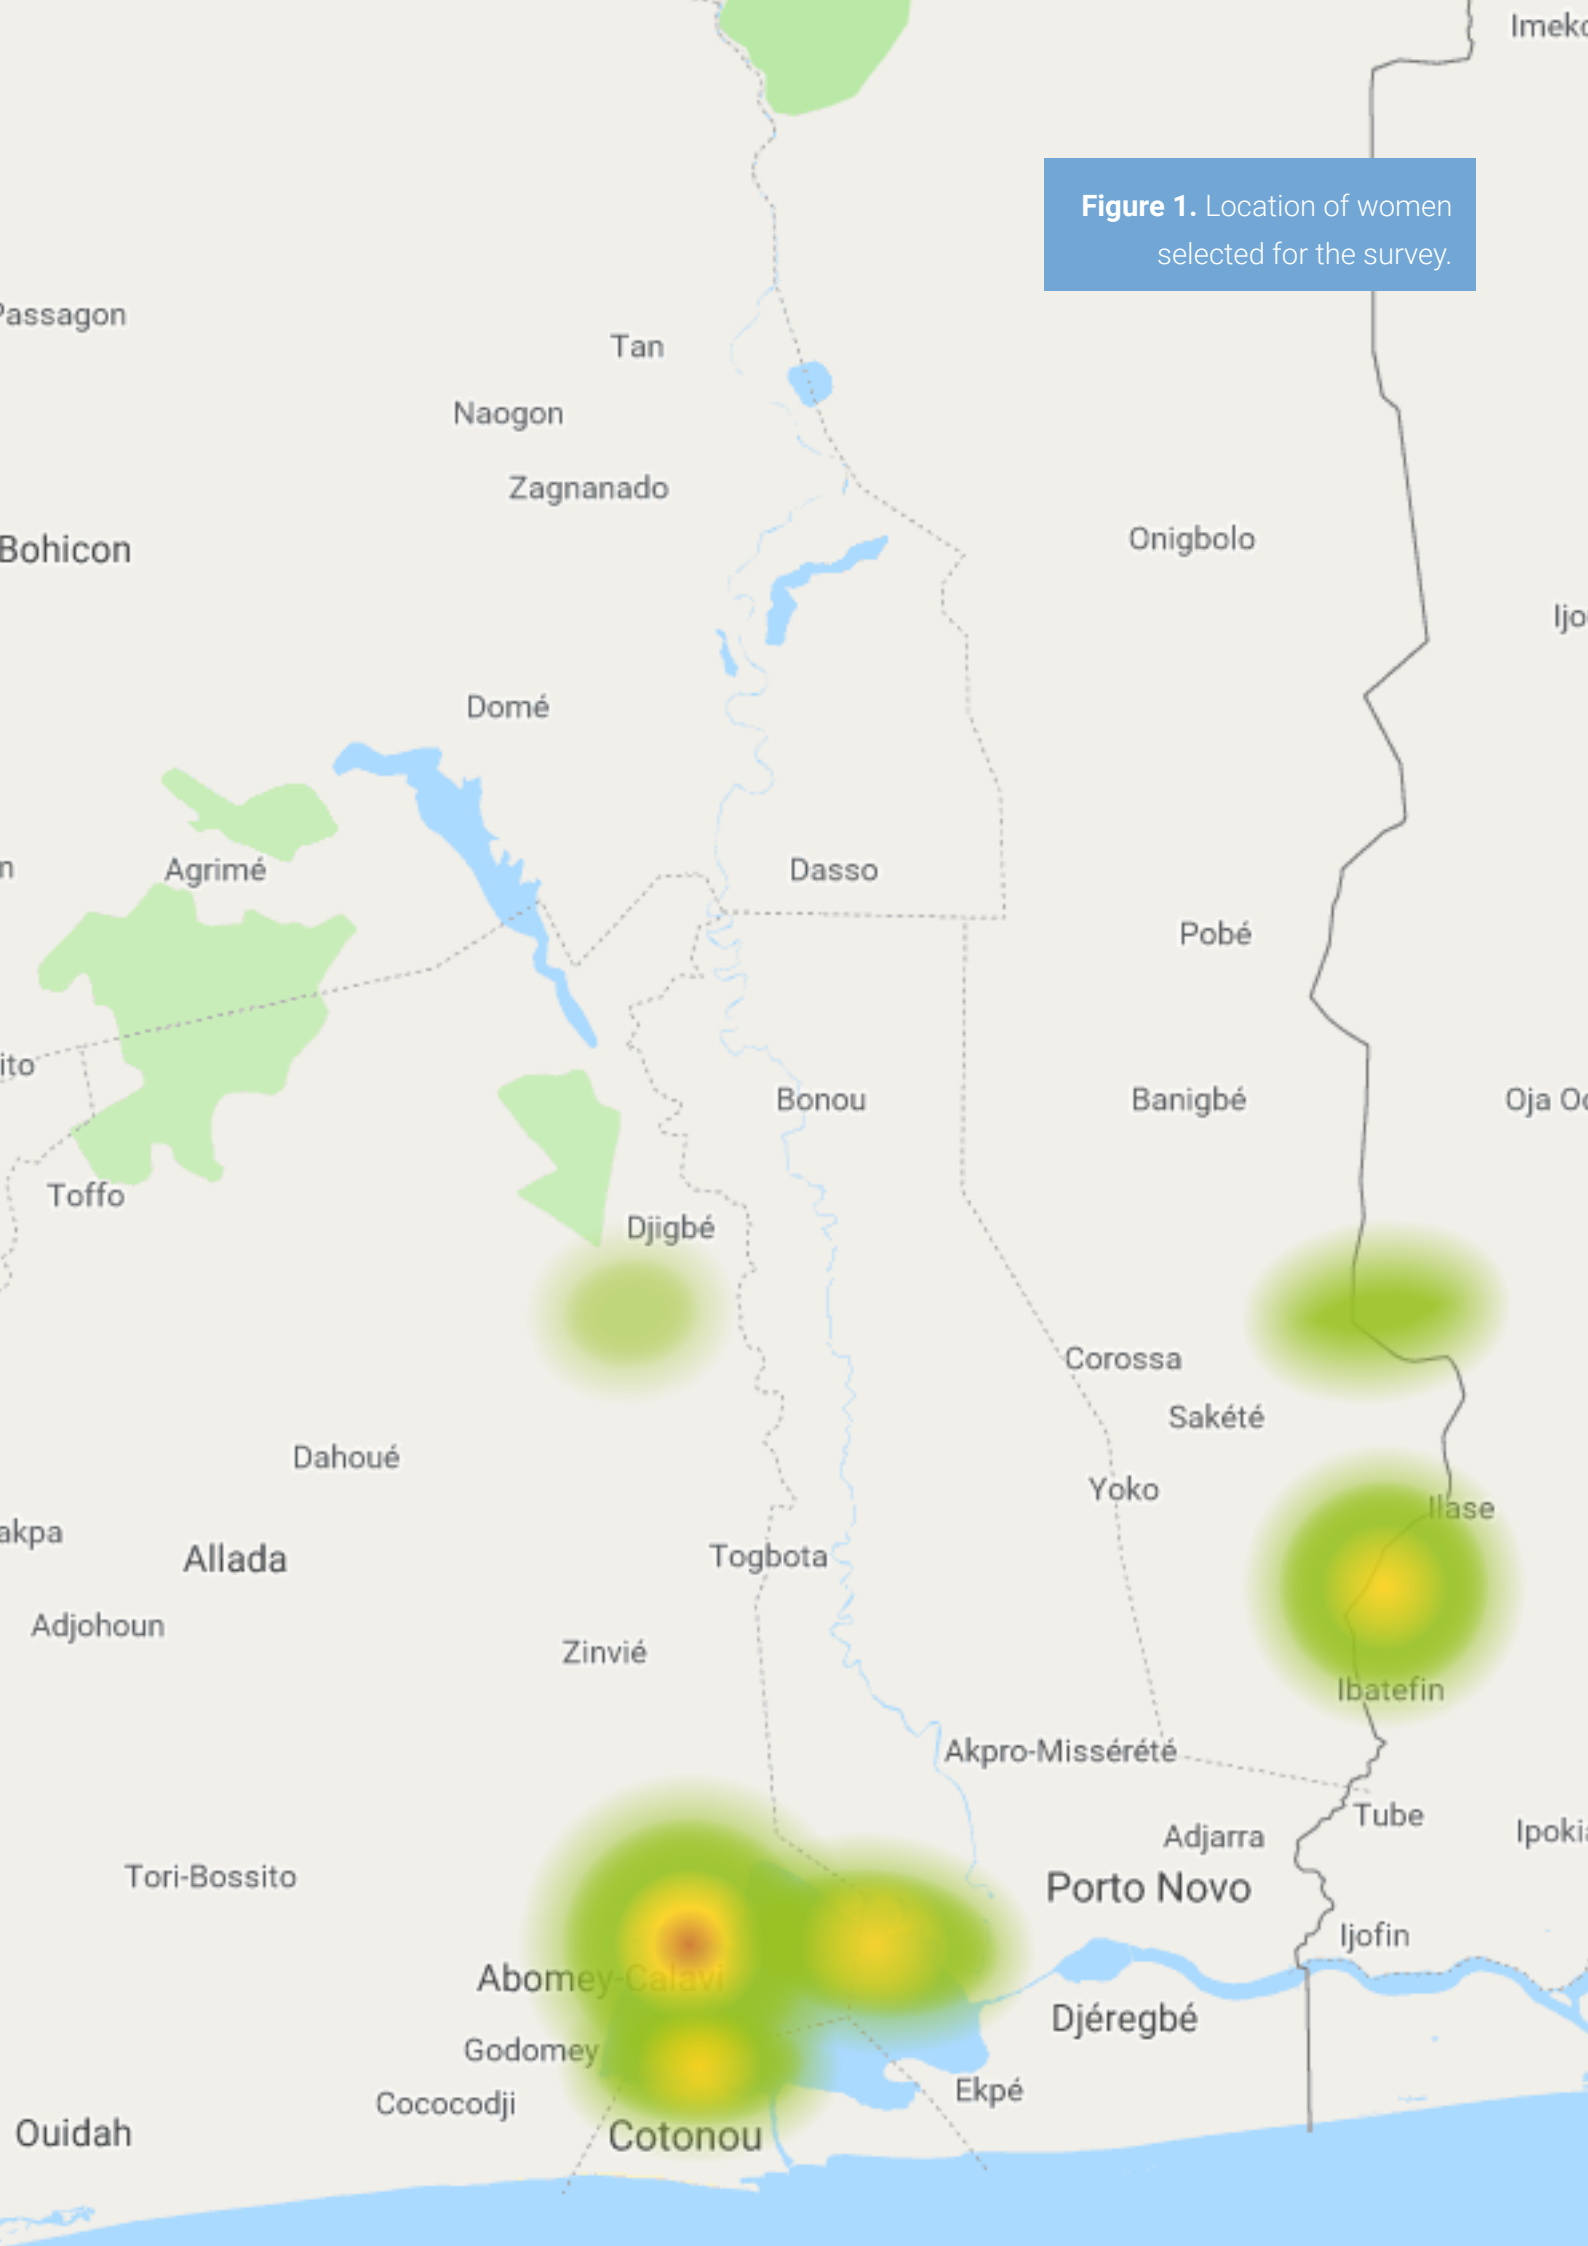 Imeko
Figure 1. Location of women
selected for the survey.
Passagon
Tan
Naogon
Zagnanado
Onigbolo
Bohicon
Ijo
Domé
Agrimé
n
Dasso
Pobé
ito
Bonou
Banigbé
Oja Oc
Toffo
Djigbé
Corossa
Sakété
Dahoué
Yoko
Ilase
akpa
Allada
Togbota
Adjohoun
Zinvié
Ibatefin
Akpro-Missérété
Tube
Adjarra
Ipokia
Tori-Bossito
Porto Novo
Ijofin
Abomey-Calavi
Djéregbé
Godomey
Ekpé
Cococodji
Ouidah
Cotonou